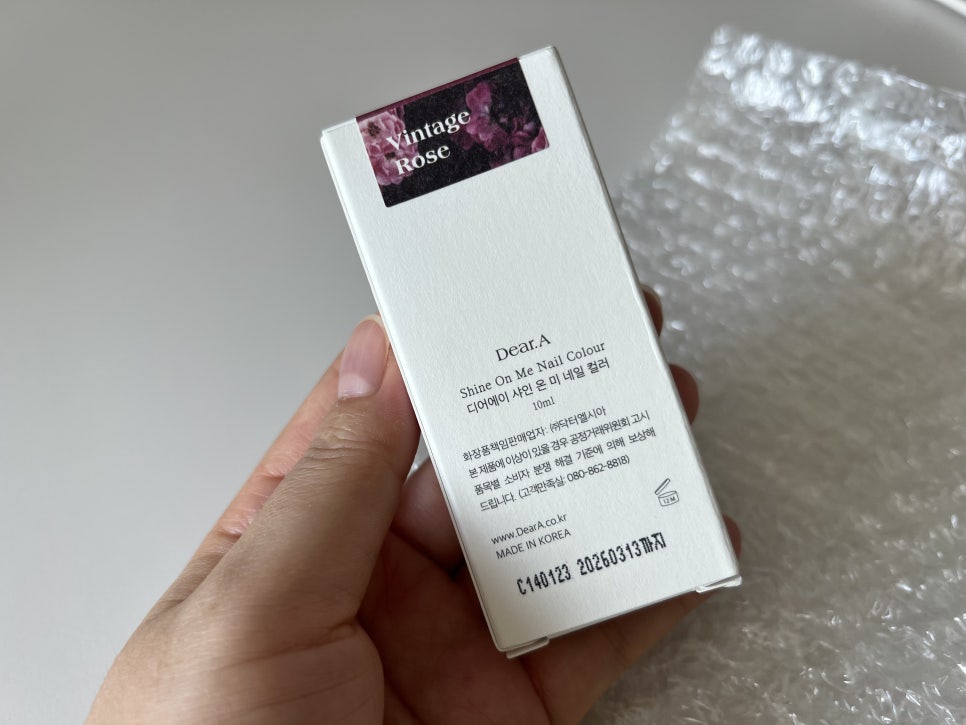 Vintage
Rose
Dear.A
Shine On Me Nail Colour
디어에이 샤인 온 미 네일 컬러
10ml
화장품책임판매업자: ㈜닥터엘시아
본 제품에 이상이 있을 경우 공정거래위원회 고시
품목별 소비자 분쟁 해결 기준에 의해 보상해
드립니다. (고객만족실: 080-862-8818)
12 M
www.DearA.co.kr
MADE IN KOREA
C140123 20260313까지